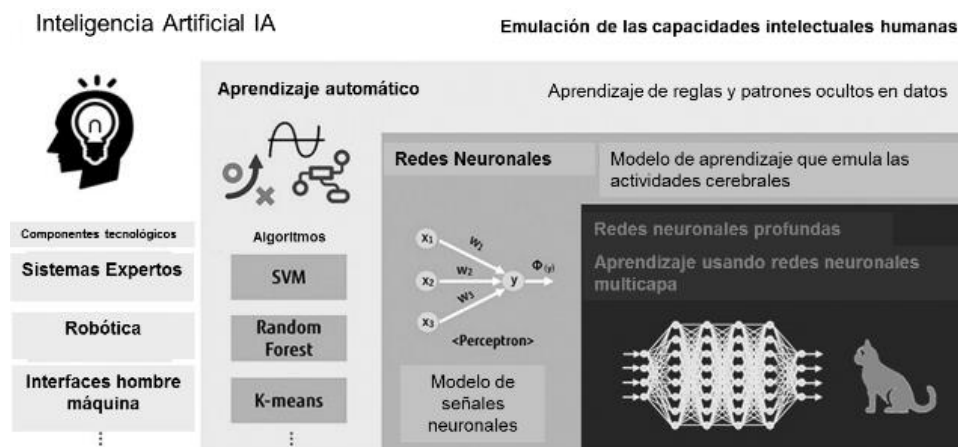 Inteligencia Artificial IA
Emulación de las capacidades intelectuales humanas
Aprendizaje automático
Aprendizaje de reglas y patrones ocultos en datos
Redes Neuronales
Modelo de aprendizaje que emula las
actividades cerebrales
Componentes tecnológicos
Sistemas Expertos
Robótica
Interfaces hombre
máquina
Algoritmos
SVM
Random
Forest
K-means
x₁
x₂
x₃
w₁
w₂
w₃
y
Φ(y)
<Perceptron>
Modelo de
señales
neuronales
Redes neuronales profundas
Aprendizaje usando redes neuronales
multicapa